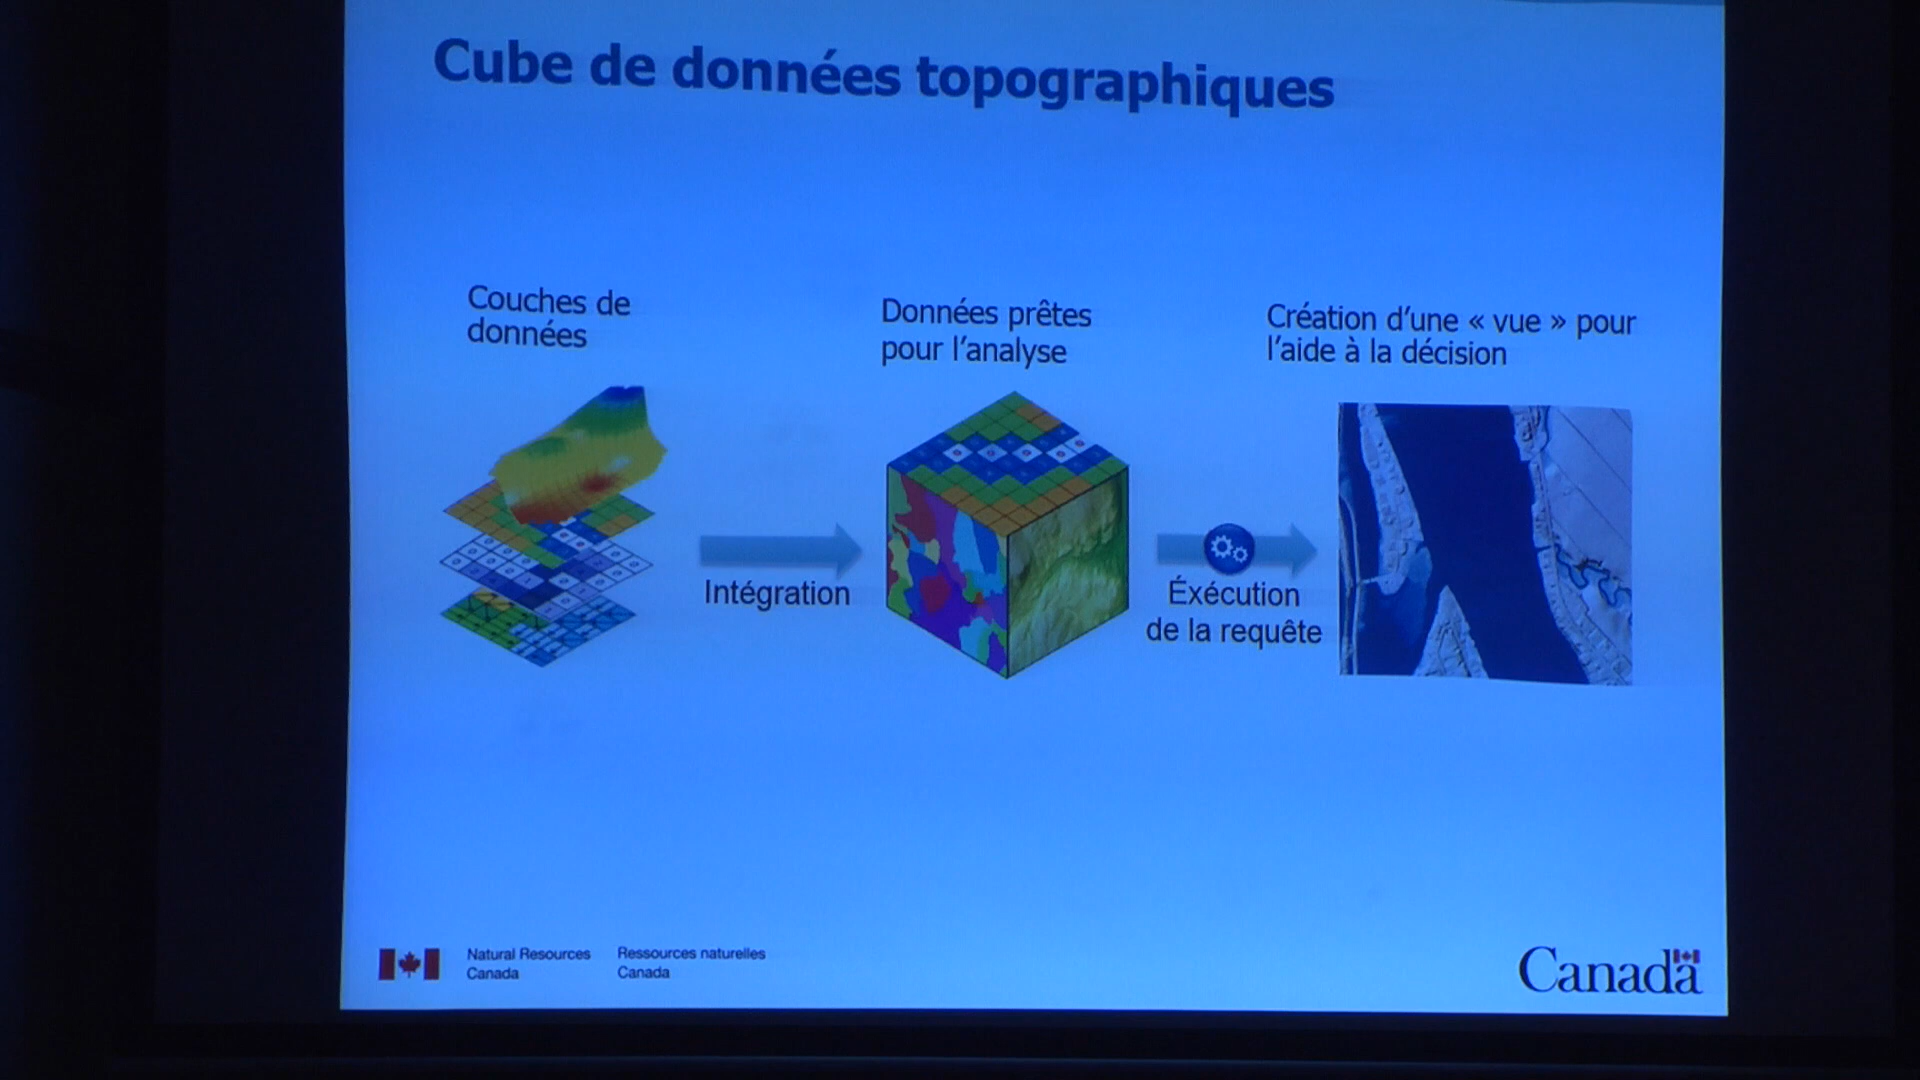 Cube de données topographiques
Couches de
données
Données prêtes
pour l'analyse
Création d'une « vue » pour
l'aide à la décision
Intégration
Éxécution
de la requête
Natural Resources
Canada
Ressources naturelles
Canada
Canada